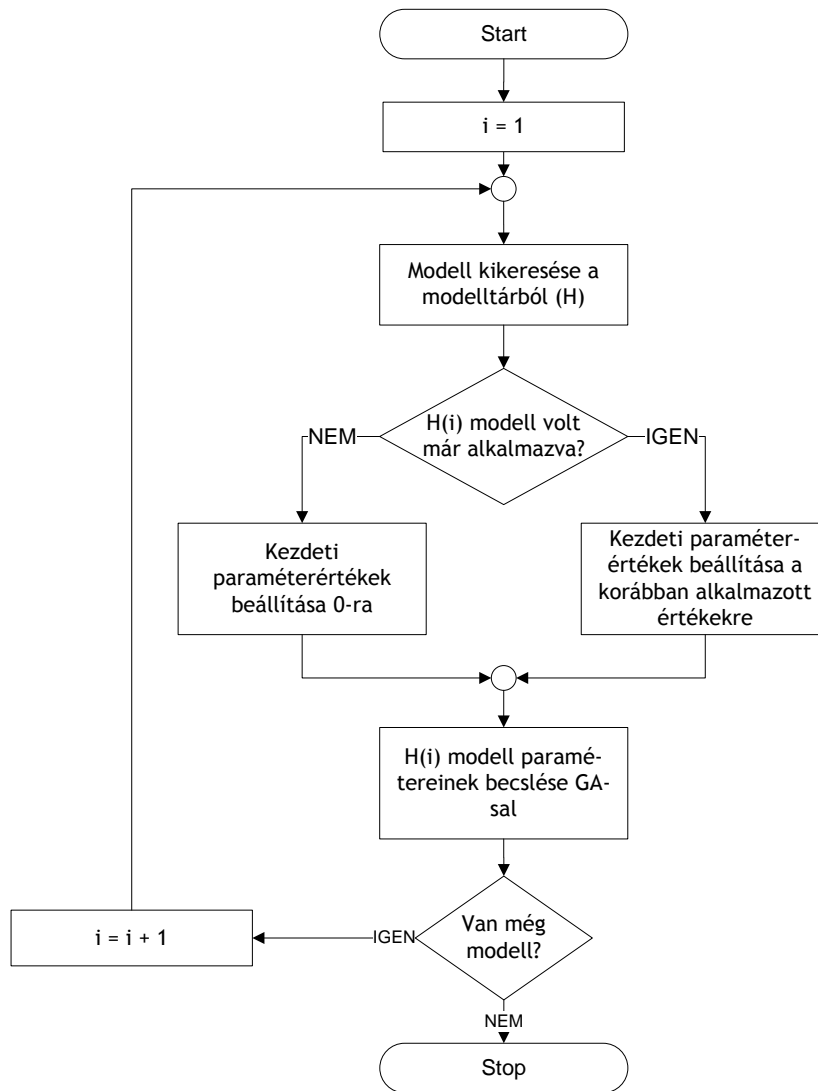 Start
i = 1
Modell kikeresése a
modelltárból (H)
H(i) modell volt
már alkalmazva?
NEM
IGEN
Kezdeti
paraméterértékek
beállítása 0-ra
Kezdeti paraméter-
értékek beállítása a
korábban alkalmazott
értékekre
H(i) modell paramé-
tereinek becslése GA-
sal
Van még
modell?
IGEN
i = i + 1
NEM
Stop